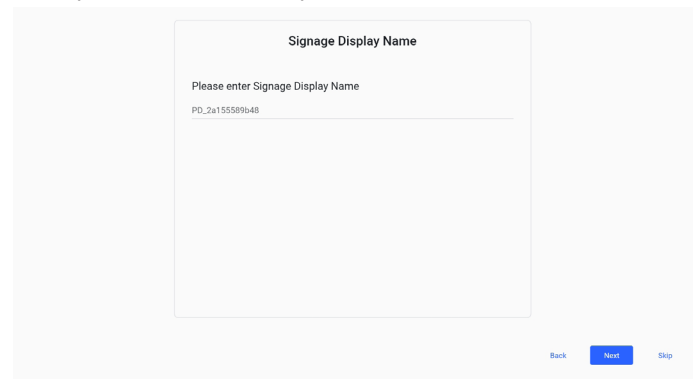 Signage Display Name
Please enter Signage Display Name
PD_2a155589b48
Back Next Skip